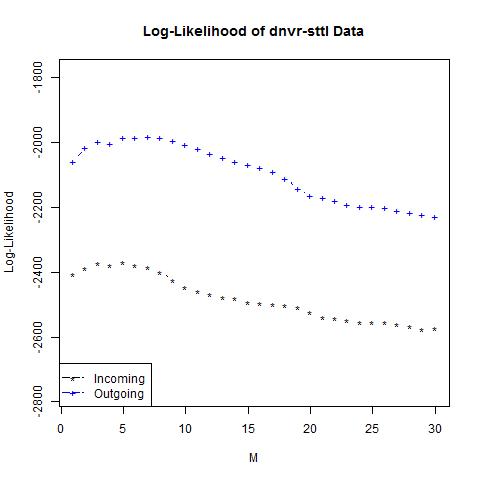 Log-Likelihood of dnvr-sttl Data
Log-Likelihood
-1800
-2000
-2200
-2400
-2600
-2800
Incoming
Outgoing
0 5 10 15 20 25 30
M